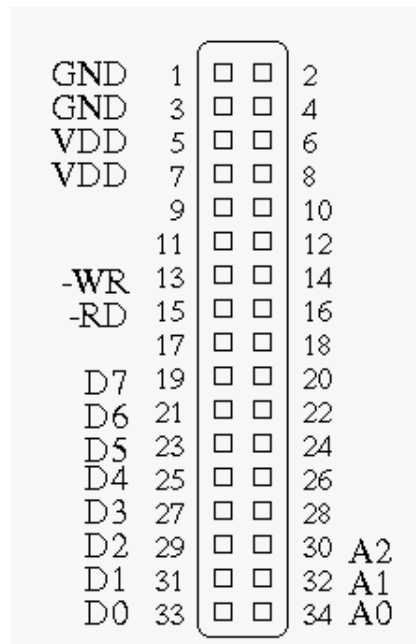 GND 1 2
GND 3 4
VDD 5 6
VDD 7 8
9 10
11 12
-WR 13 14
-RD 15 16
17 18
D7 19 20
D6 21 22
D5 23 24
D4 25 26
D3 27 28
D2 29 30 A2
D1 31 32 A1
D0 33 34 A0